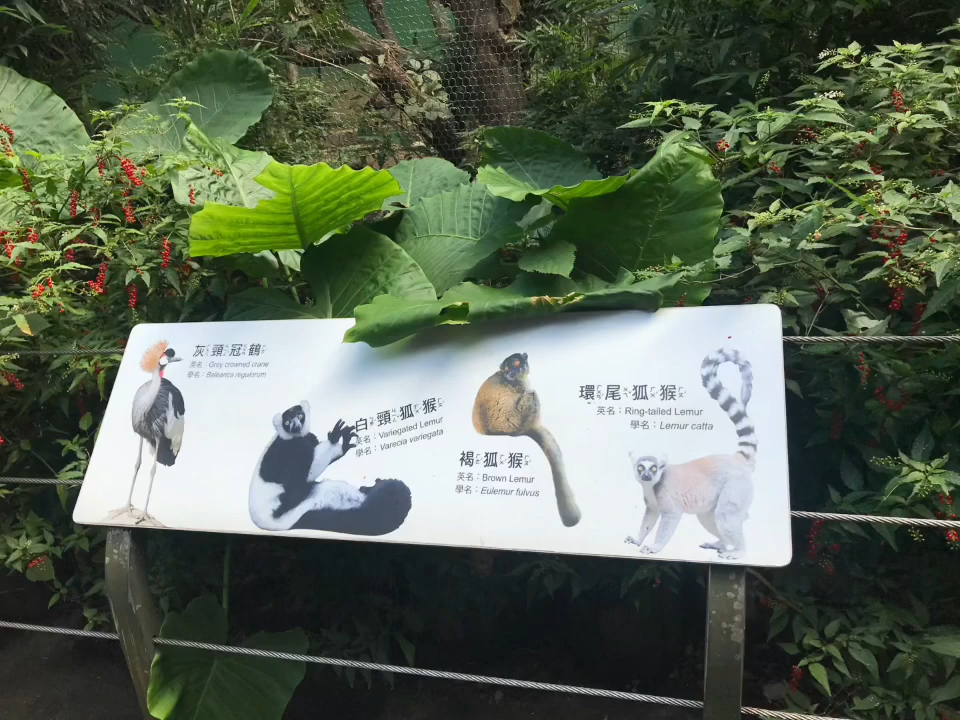 灰頸冠鶴
英名：Grey crowned crane
學名：Balearica regulorum
白頸狐猴
英名：Variegated Lemur
學名：Varecia variegata
褐狐猴
英名：Brown Lemur
學名：Eulemur fulvus
環尾狐猴
英名：Ring-tailed Lemur
學名：Lemur catta